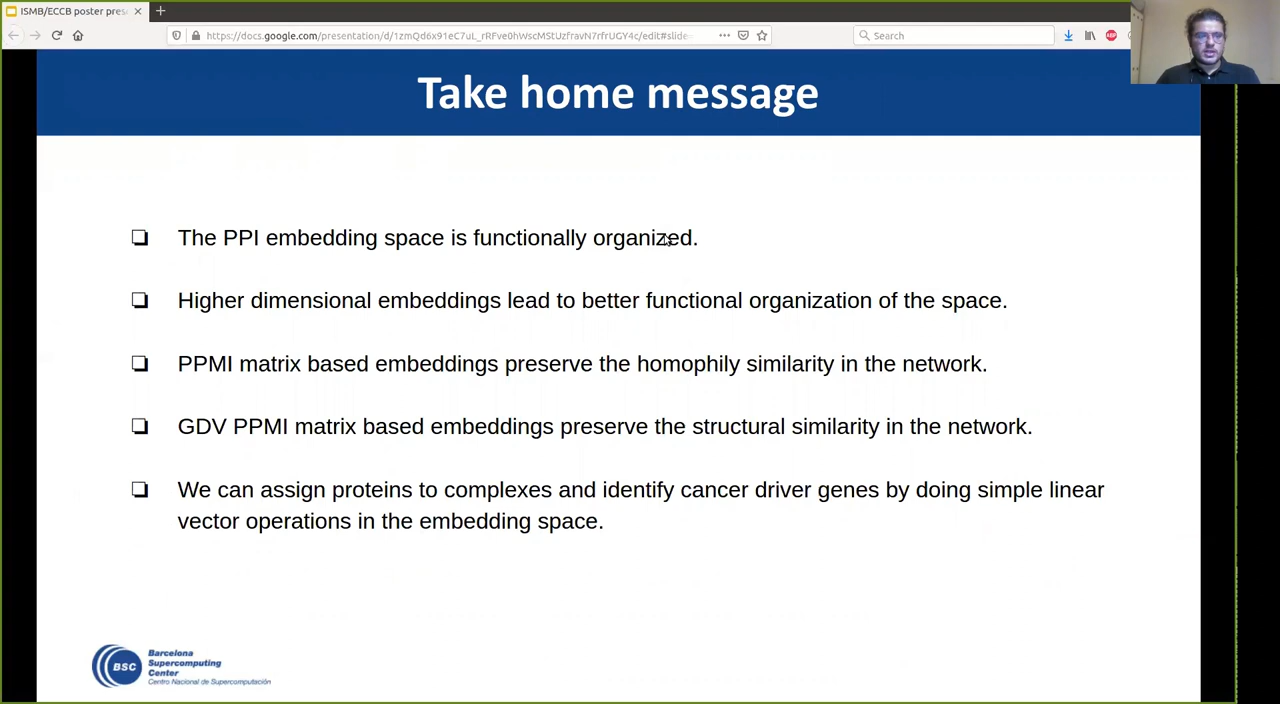 ISMB/ECCB poster pres
https://docs.google.com/presentation/d/1zmQd6x91eC7uL_rRFve0hWscMStUzfravN7rfrUGY4c/edit#slide
Search
Take home message
The PPI embedding space is functionally organized.
Higher dimensional embeddings lead to better functional organization of the space.
PPMI matrix based embeddings preserve the homophily similarity in the network.
GDV PPMI matrix based embeddings preserve the structural similarity in the network.
We can assign proteins to complexes and identify cancer driver genes by doing simple linear
vector operations in the embedding space.
BSC
Barcelona
Supercomputing
Center
Centro Nacional de Supercomputación